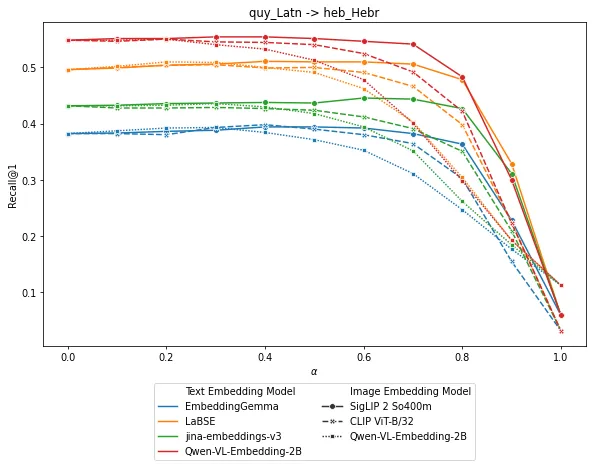 quy_Latn -> heb_Hebr
Recall@1
0.5
0.4
0.3
0.2
0.1
0.0 0.2 0.4 0.6 0.8 1.0
α
Text Embedding Model Image Embedding Model
EmbeddingGemma SigLIP 2 So400m
LaBSE CLIP ViT-B/32
jina-embeddings-v3 Qwen-VL-Embedding-2B
Qwen-VL-Embedding-2B